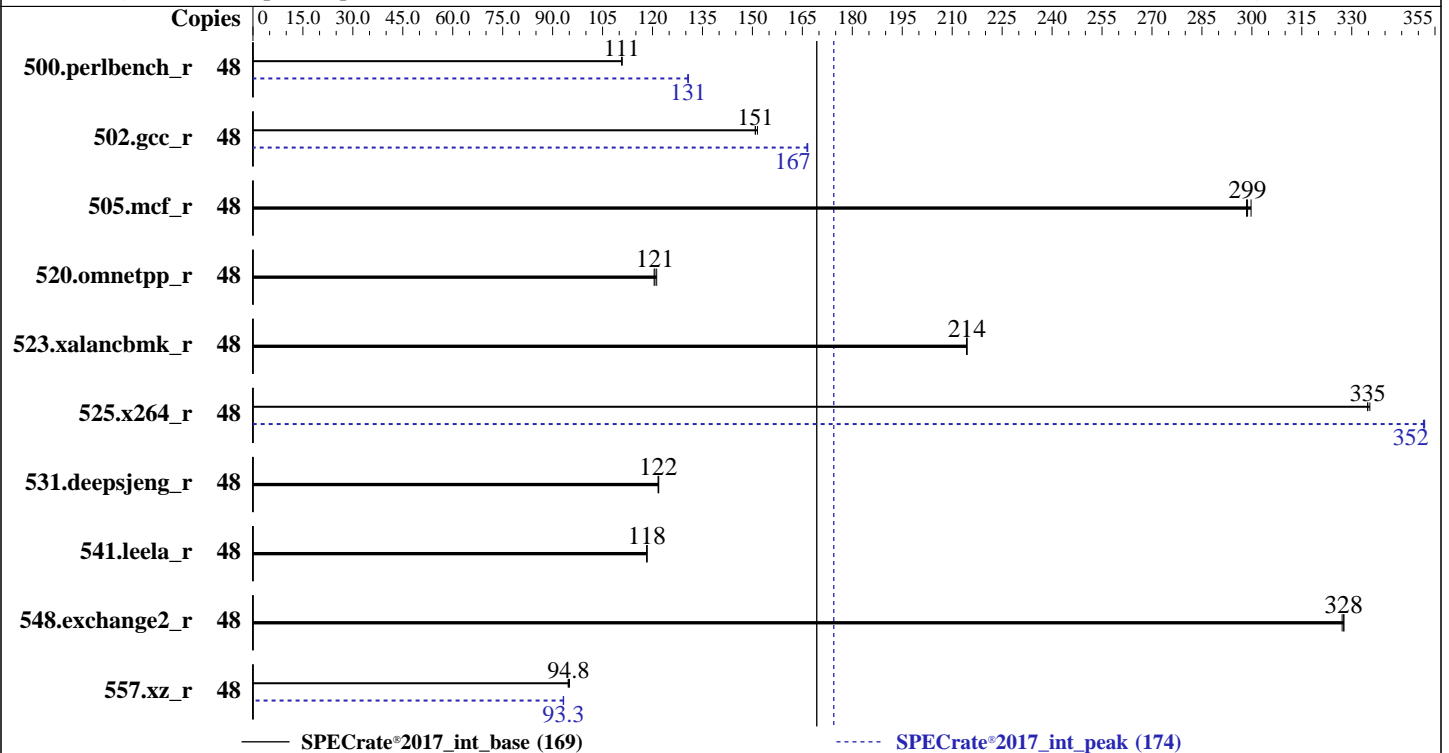 Copies 0 15.0 30.0 45.0 60.0 75.0 90.0 105 120 135 150 165 180 195 210 225 240 255 270 285 300 315 330 355
111
500.perlbench_r 48
131
151
502.gcc_r 48
167
299
505.mcf_r 48
121
520.omnetpp_r 48
214
523.xalancbmk_r 48
335
525.x264_r 48
352
122
531.deepsjeng_r 48
118
541.leela_r 48
328
548.exchange2_r 48
94.8
557.xz_r 48
93.3
SPECrate®2017_int_base (169) SPECrate®2017_int_peak (174)